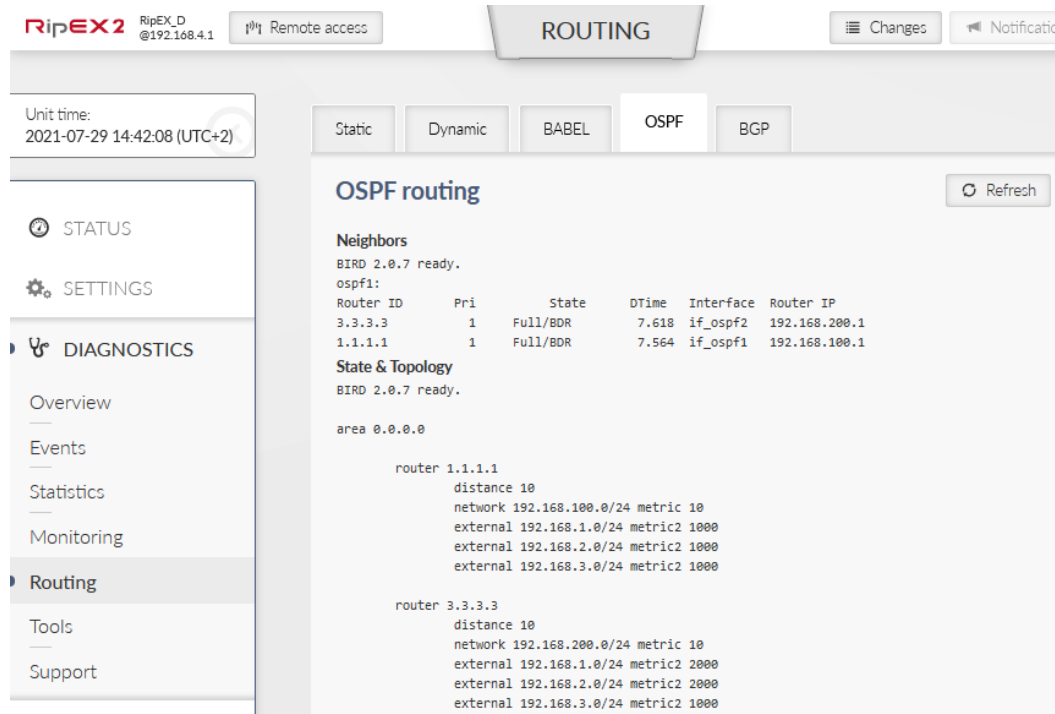 RipEX2 RipEX_D Remote access ROUTING Changes
@192.168.4.1
Unit time:
2021-07-29 14:42:08 (UTC+2)
STATUS
SETTINGS
DIAGNOSTICS
Overview
Events
Statistics
Monitoring
Routing
Tools
Support
Static Dynamic BABEL OSPF BGP
OSPF routing Refresh
Neighbors
BIRD 2.0.7 ready.
ospf1:
Router ID Pri State DTime Interface Router IP
3.3.3.3 1 Full/BDR 7.618 if_ospf2 192.168.200.1
1.1.1.1 1 Full/BDR 7.564 if_ospf1 192.168.100.1
State & Topology
BIRD 2.0.7 ready.
area 0.0.0.0
router 1.1.1.1
distance 10
network 192.168.100.0/24 metric 10
external 192.168.1.0/24 metric2 1000
external 192.168.2.0/24 metric2 1000
external 192.168.3.0/24 metric2 1000
router 3.3.3.3
distance 10
network 192.168.200.0/24 metric 10
external 192.168.1.0/24 metric2 2000
external 192.168.2.0/24 metric2 2000
external 192.168.3.0/24 metric2 1000